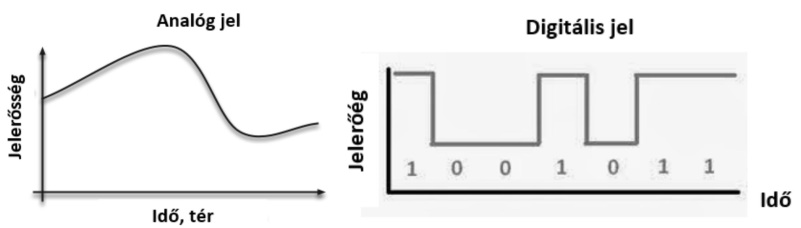 Analóg jel
Jelerősség
Idő, tér
Digitális jel
Jelerőég
1 0 0 1 0 1 1
Idő